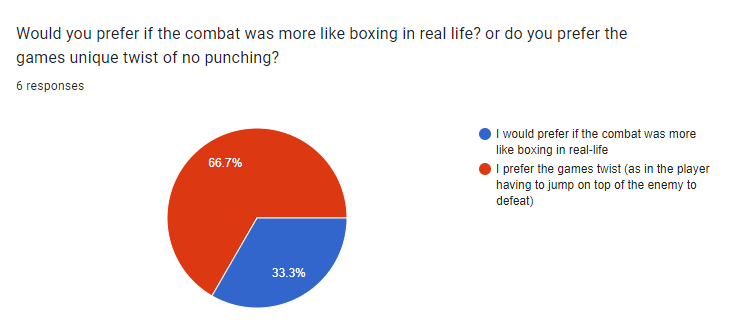 Would you prefer if the combat was more like boxing in real life? or do you prefer the
games unique twist of no punching?
6 responses
66.7%
33.3%
I would prefer if the combat was more
like boxing in real-life
I prefer the games twist (as in the player
having to jump on top of the enemy to
defeat)